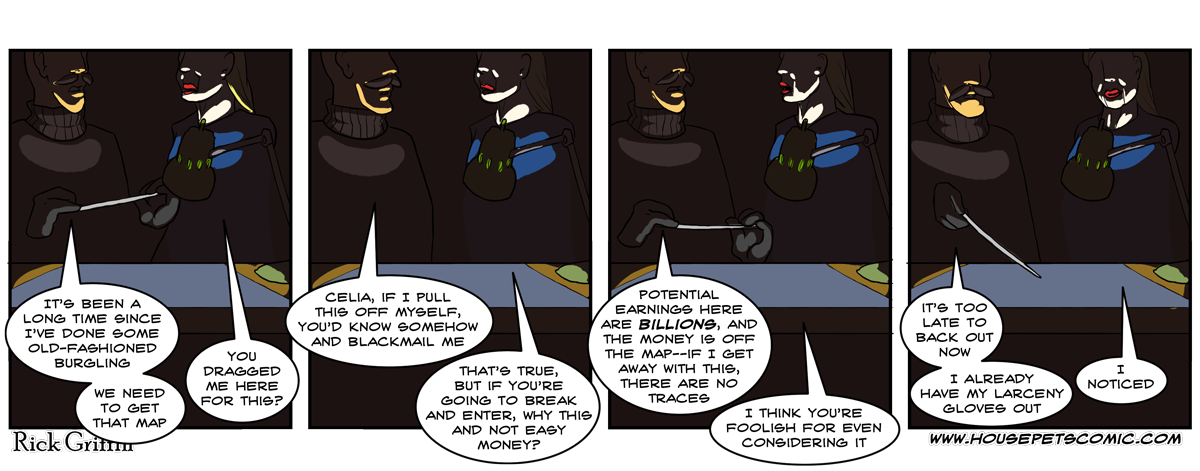 IT'S BEEN A
LONG TIME SINCE
I'VE DONE SOME
OLD-FASHIONED
BURGLING
WE NEED
TO GET
THAT MAP
YOU
DRAGGED
ME HERE
FOR THIS?
CELIA, IF I PULL
THIS OFF MYSELF,
YOU'D KNOW SOMEHOW
AND BLACKMAIL ME
THAT'S TRUE,
BUT IF YOU'RE
GOING TO BREAK
AND ENTER, WHY THIS
AND NOT EASY
MONEY?
POTENTIAL
EARNINGS HERE
ARE BILLIONS, AND
THE MONEY IS OFF
THE MAP--IF I GET
AWAY WITH THIS,
THERE ARE NO
TRACES
I THINK YOU'RE
FOOLISH FOR EVEN
CONSIDERING IT
IT'S TOO
LATE TO
BACK OUT
NOW
I ALREADY
HAVE MY LARCENY
GLOVES OUT
I
NOTICED
Rick Griffin
WWW.HOUSEPETSCOMIC.COM